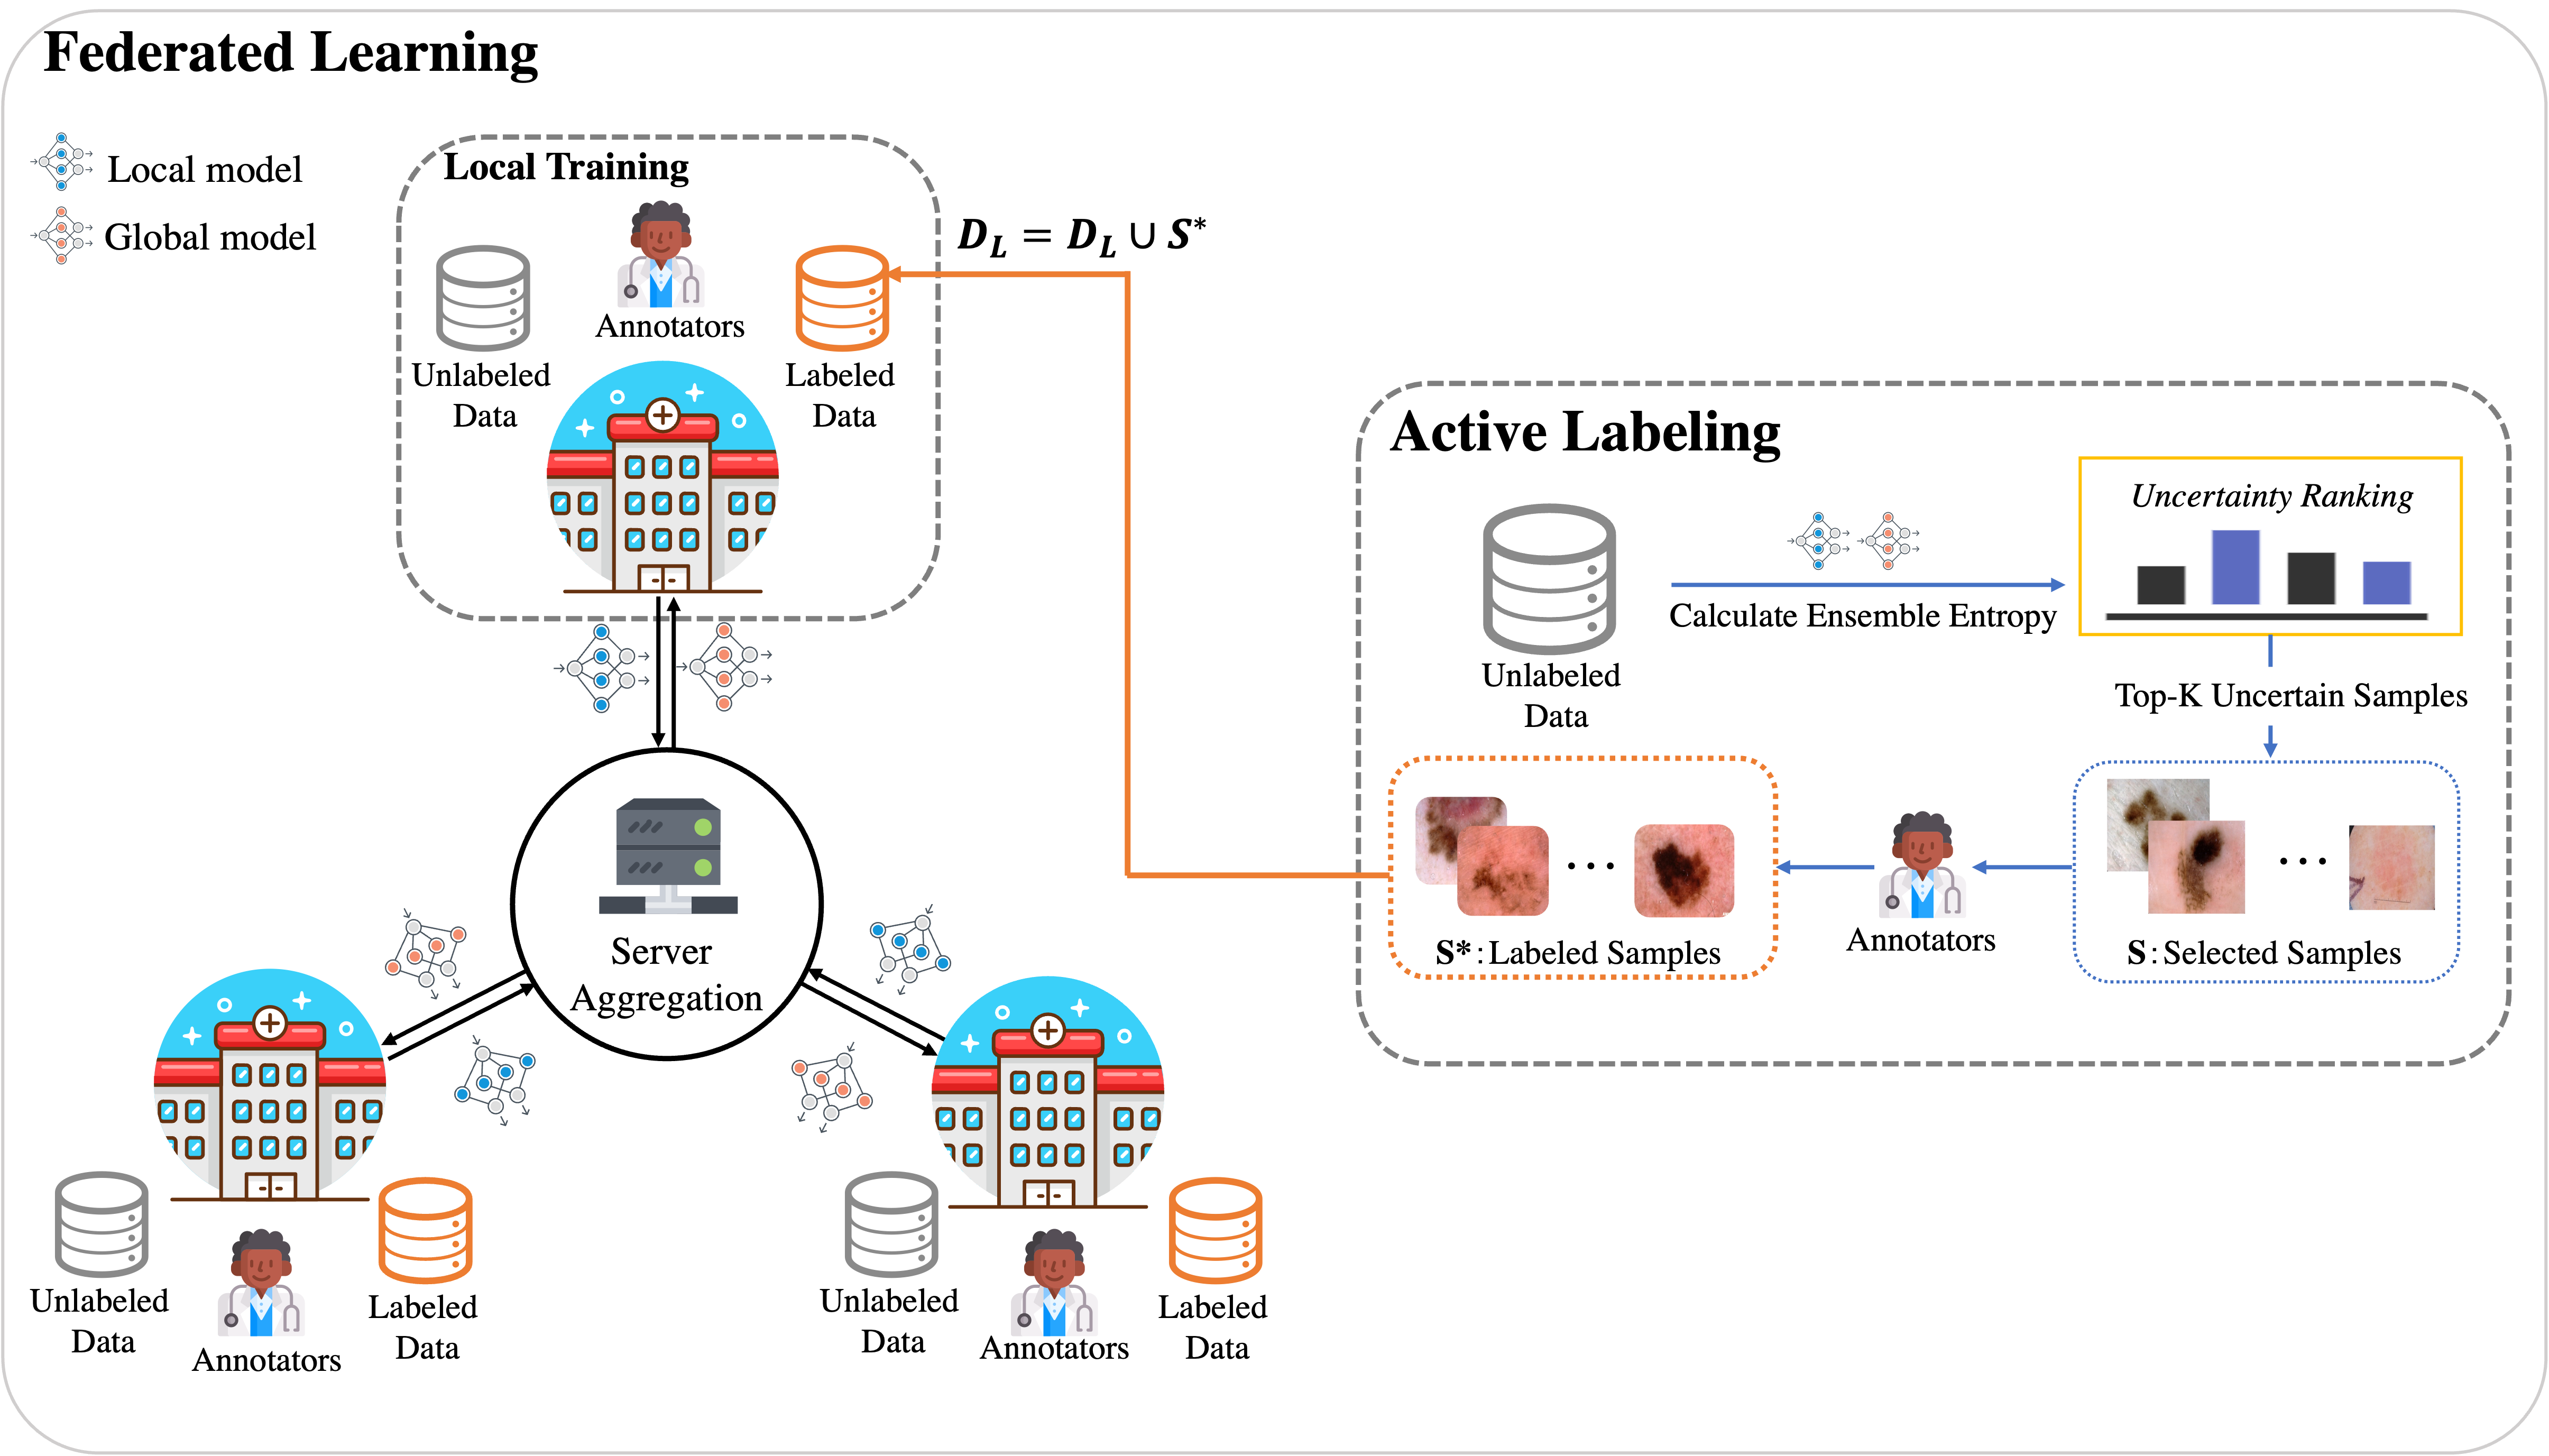 Federated Learning
Local model
Global model
Local Training
Annotators
Unlabeled
Data
Labeled
Data
D_L = D_L ∪ S*
Active Labeling
Unlabeled
Data
Calculate Ensemble Entropy
Uncertainty Ranking
Top-K Uncertain Samples
S: Selected Samples
Annotators
S*: Labeled Samples
Server
Aggregation
Unlabeled
Data
Annotators
Labeled
Data
Unlabeled
Data
Annotators
Labeled
Data